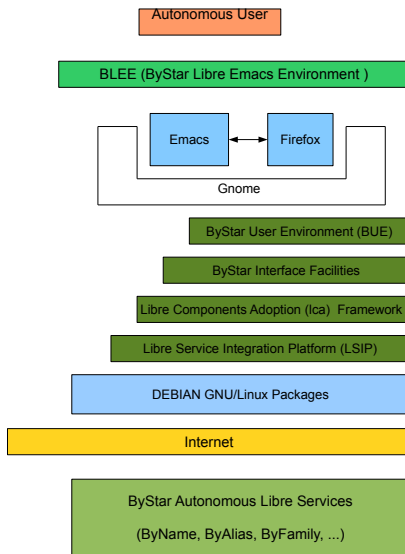 Autonomous User
BLEE (ByStar Libre Emacs Environment )
Emacs
Firefox
Gnome
ByStar User Environment (BUE)
ByStar Interface Facilities
Libre Components Adoption (lca) Framework
Libre Service Integration Platform (LSIP)
DEBIAN GNU/Linux Packages
Internet
ByStar Autonomous Libre Services
(ByName, ByAlias, ByFamily, ...)